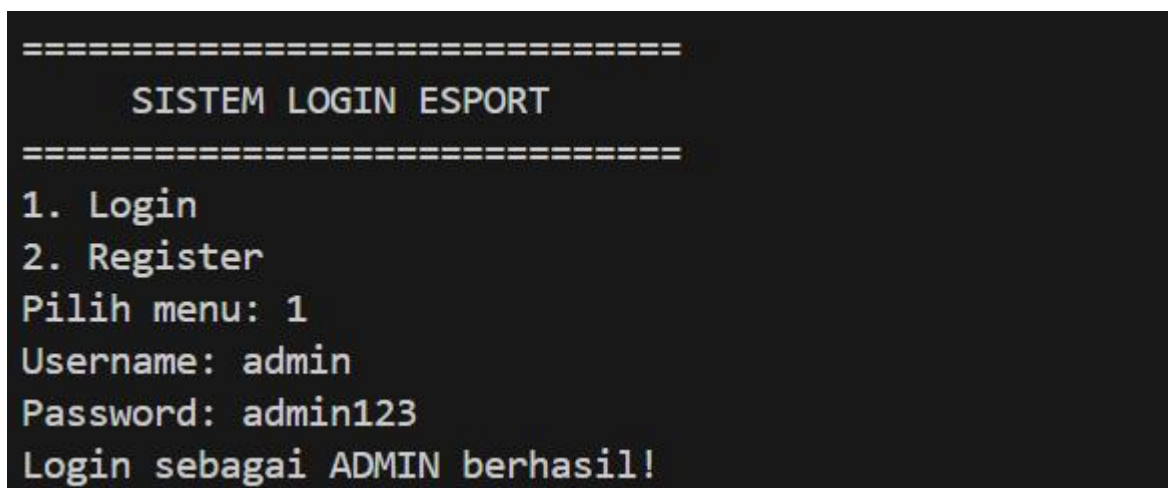 ==============================
SISTEM LOGIN ESPORT
==============================
1. Login
2. Register
Pilih menu: 1
Username: admin
Password: admin123
Login sebagai ADMIN berhasil!